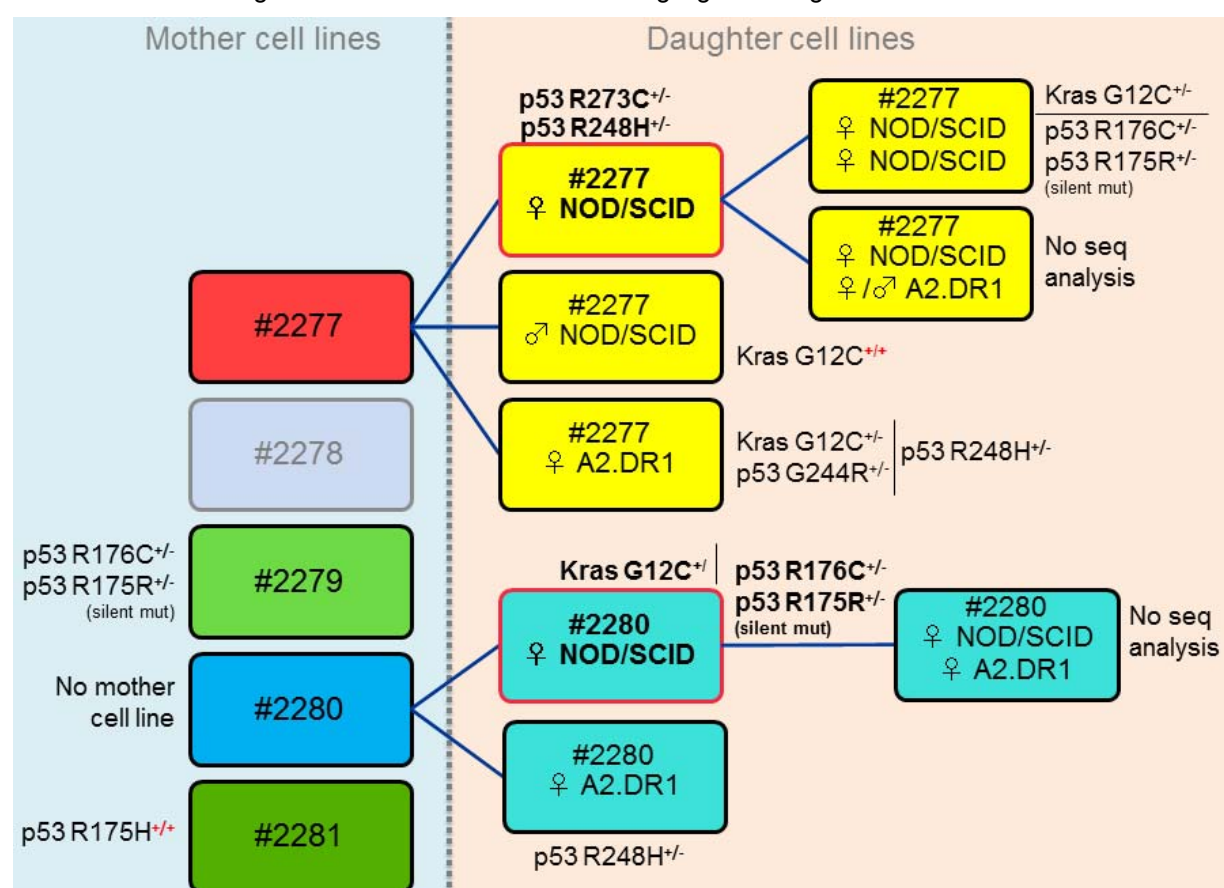 Mother cell lines
Daughter cell lines
p53 R273C+/-
p53 R248H+/-
#2277
♀ NOD/SCID
#2277
♀ NOD/SCID
♀ NOD/SCID
Kras G12C+/-
p53 R176C+/-
p53 R175R+/-
(silent mut)
#2277
♀ NOD/SCID
♀/♂ A2.DR1
No seq
analysis
#2277
#2277
♂ NOD/SCID
Kras G12C+/+
#2278
#2277
♀ A2.DR1
Kras G12C+/-
p53 G244R+/-
p53 R248H+/-
p53 R176C+/-
p53 R175R+/-
(silent mut)
#2279
Kras G12C+/
p53 R176C+/-
p53 R175R+/-
(silent mut)
#2280
♀ NOD/SCID
#2280
♀ NOD/SCID
♀ A2.DR1
No seq
analysis
No mother
cell line
#2280
#2280
♀ A2.DR1
p53 R248H+/-
p53 R175H+/+
#2281